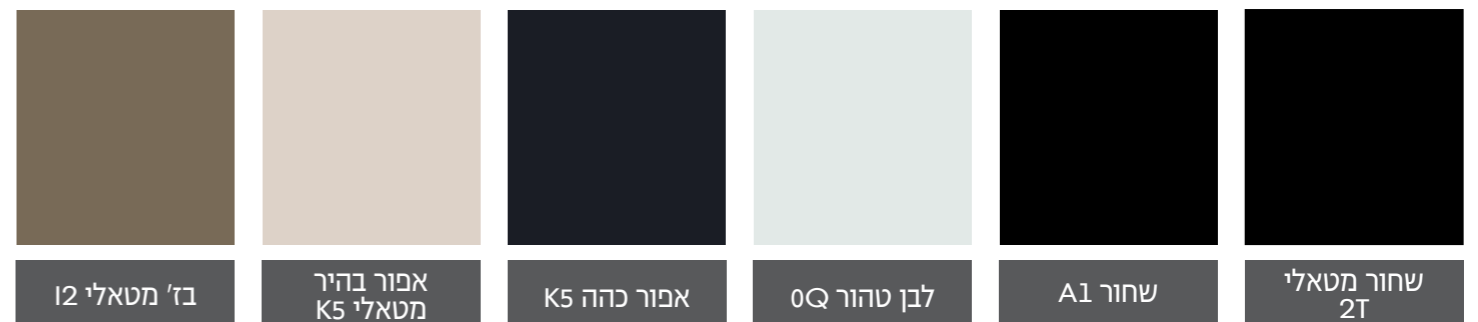 שחור מטאלי
2T
שחור A1
לבן טהור 0Q
אפור כהה K5
אפור בהיר
מטאלי K5
בז' מטאלי I2